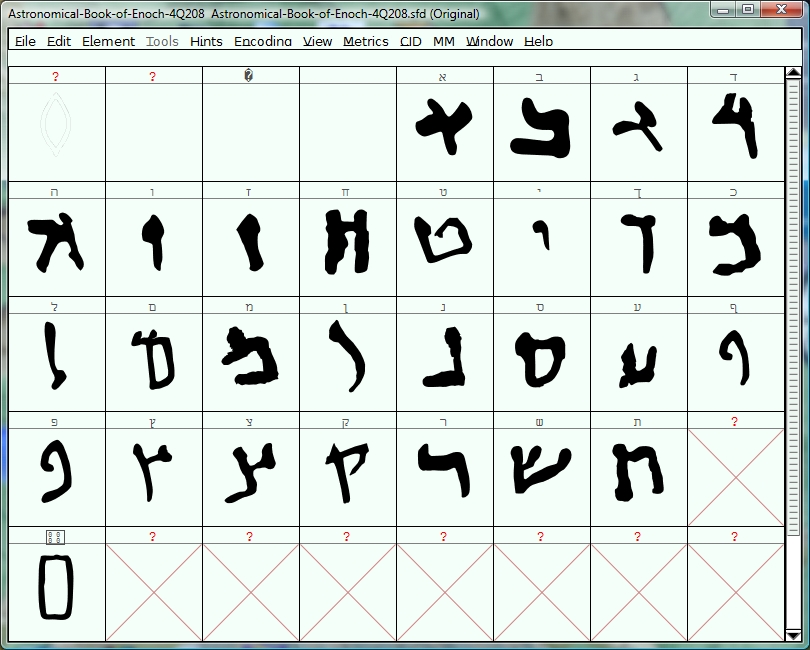 Astronomical-Book-of-Enoch-4Q208 Astronomical-Book-of-Enoch-4Q208.sfd (Original)
File Edit Element Tools Hints Encoding View Metrics CID MM Window Help
? ? � א ב ג ד
א ב ג ד
ה ו ז ח ט י ך כ
ה ו ז ח ט י ך כ
ל ם מ ן נ ס ע ף
ל ם מ ן נ ס ע ף
פ ץ צ ק ר ש ת ?
פ ץ צ ק ר ש ת
? ? ? ? ? ? ?